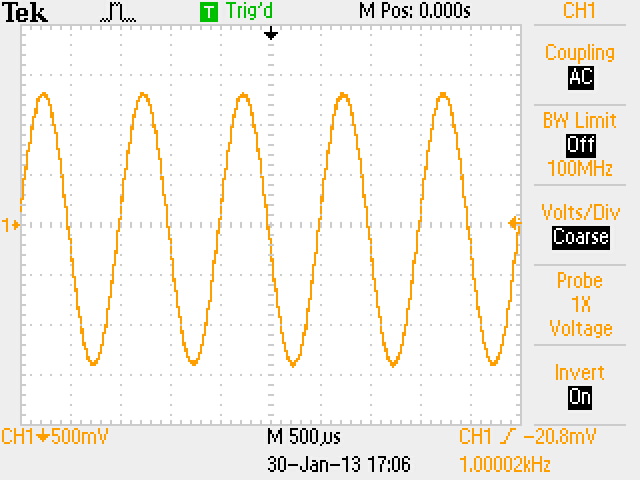 Tek T Trig'd M Pos: 0.000s CH1
Coupling
AC
BW Limit
Off
100MHz
Volts/Div
Coarse
Probe
1X
Voltage
Invert
On
1
CH1 500mV M 500µs CH1 -20.8mV
30-Jan-13 17:06 1.00002kHz